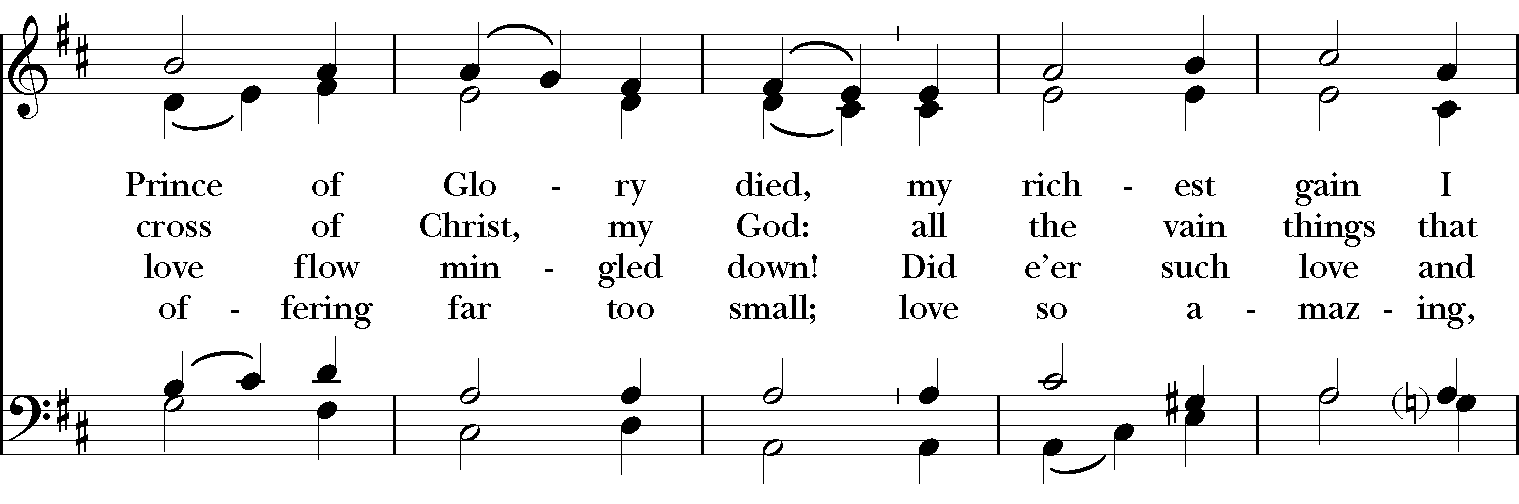 Prince of Glo - ry died, my rich - est gain I
cross of Christ, my God: all the vain things that
love flow min - gled down! Did e’er such love and
of - fering far too small; love so a - maz - ing,